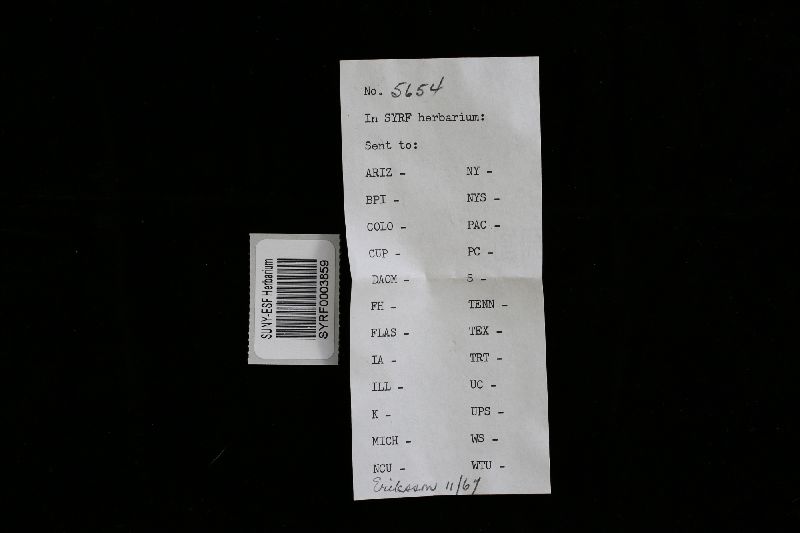 No. 5654
In SYRF herbarium:
Sent to:
ARIZ - NY -
BPI - NYS -
COLO - PAC -
CUP - PC -
DAOM - S -
FH - TENN -
FLAS - TEX -
IA - TRT -
ILL - UC -
K - UPS -
MICH - WS -
NCU - WTU -
Eriksson 11/67
SUNY-ESF Herbarium
SYRF0003859